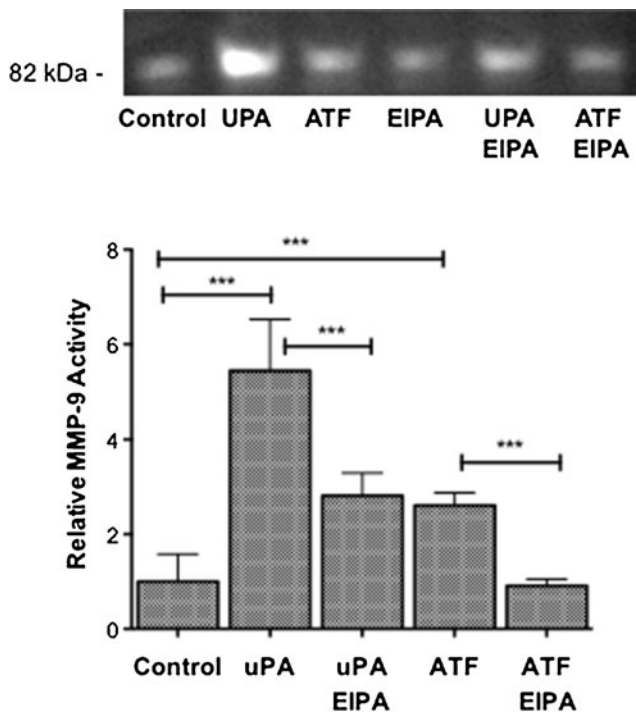 82 kDa -
Control UPA ATF EIPA UPA ATF
EIPA EIPA
***
***
***
***
8
6
4
2
0
Relative MMP-9 Activity
Control uPA uPA ATF ATF
EIPA EIPA